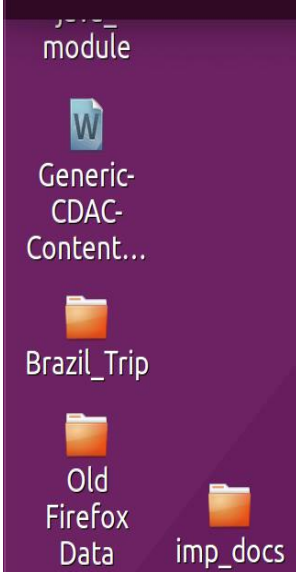 module
W
Generic-
CDAC-
Content...
Brazil_Trip
Old
Firefox
Data
imp_docs